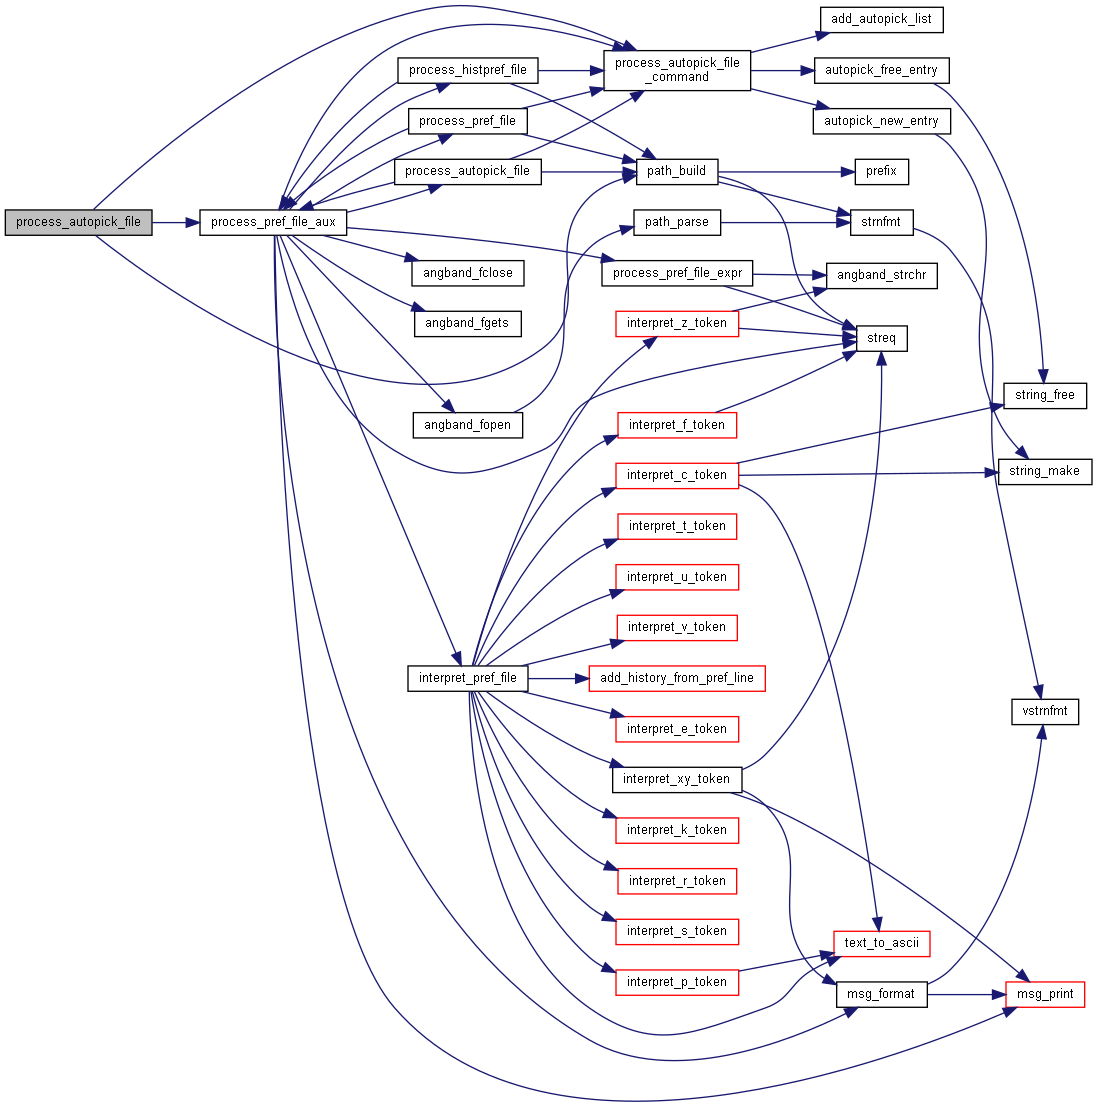 add_autopick_list
process_autopick_file
_command
process_histpref_file
autopick_free_entry
process_pref_file
autopick_new_entry
process_autopick_file
path_build
prefix
process_autopick_file
process_pref_file_aux
path_parse
strnfmt
angband_fclose
process_pref_file_expr
angband_strchr
angband_fgets
interpret_z_token
streq
string_free
angband_fopen
interpret_f_token
interpret_c_token
string_make
interpret_t_token
interpret_u_token
interpret_v_token
interpret_pref_file
add_history_from_pref_line
vstrnfmt
interpret_e_token
interpret_xy_token
interpret_k_token
interpret_r_token
interpret_s_token
text_to_ascii
interpret_p_token
msg_format
msg_print